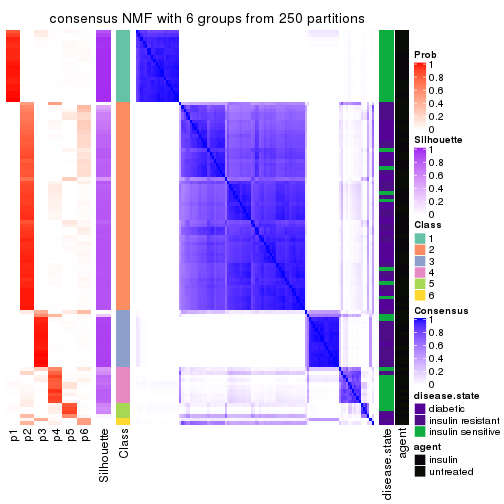 consensus NMF with 6 groups from 250 partitions
Prob
1
0.8
0.6
0.4
0.2
0
Silhouette
1
0.8
0.6
0.4
0.2
0
Class
1
2
3
4
5
6
Consensus
1
0.8
0.6
0.4
0.2
0
disease.state
diabetic
insulin resistant
insulin sensitive
agent
insulin
untreated
p1
p2
p3
p4
p5
p6
Silhouette
Class
disease.state
agent